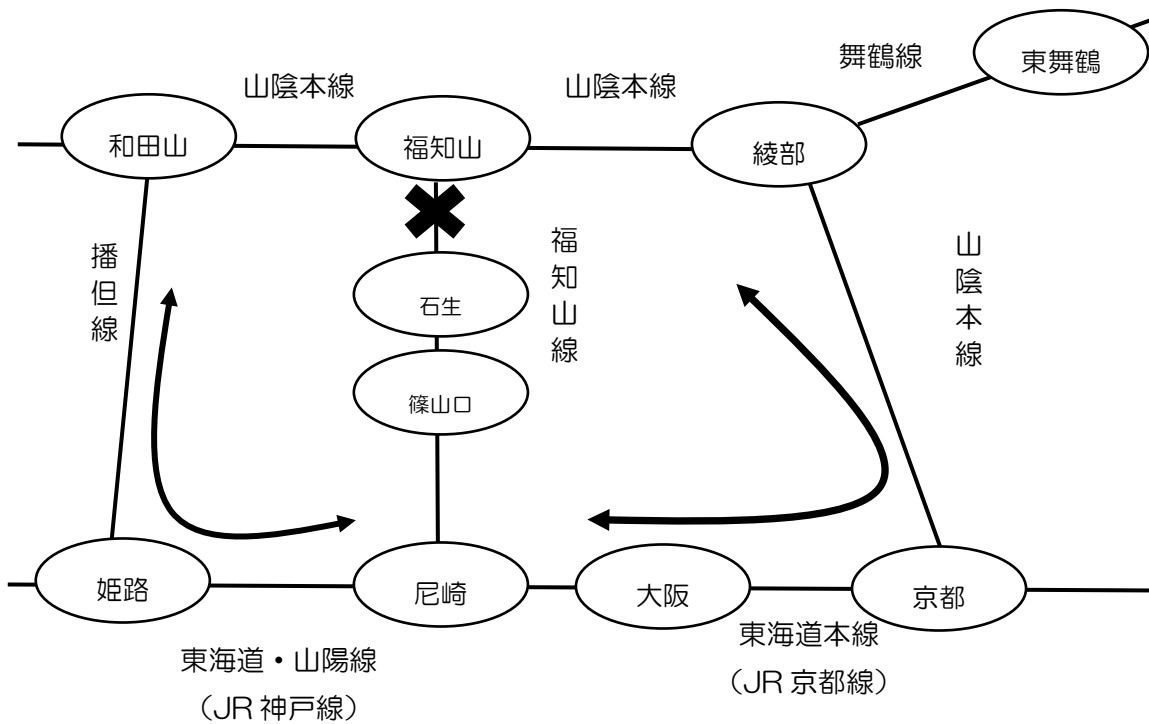 東舞鶴
舞鶴線
山陰本線
山陰本線
和田山
福知山
綾部
播但線
福知山線
山陰本線
石生
篠山口
姫路
尼崎
大阪
京都
東海道・山陽線
（JR 神戸線）
東海道本線
（JR 京都線）